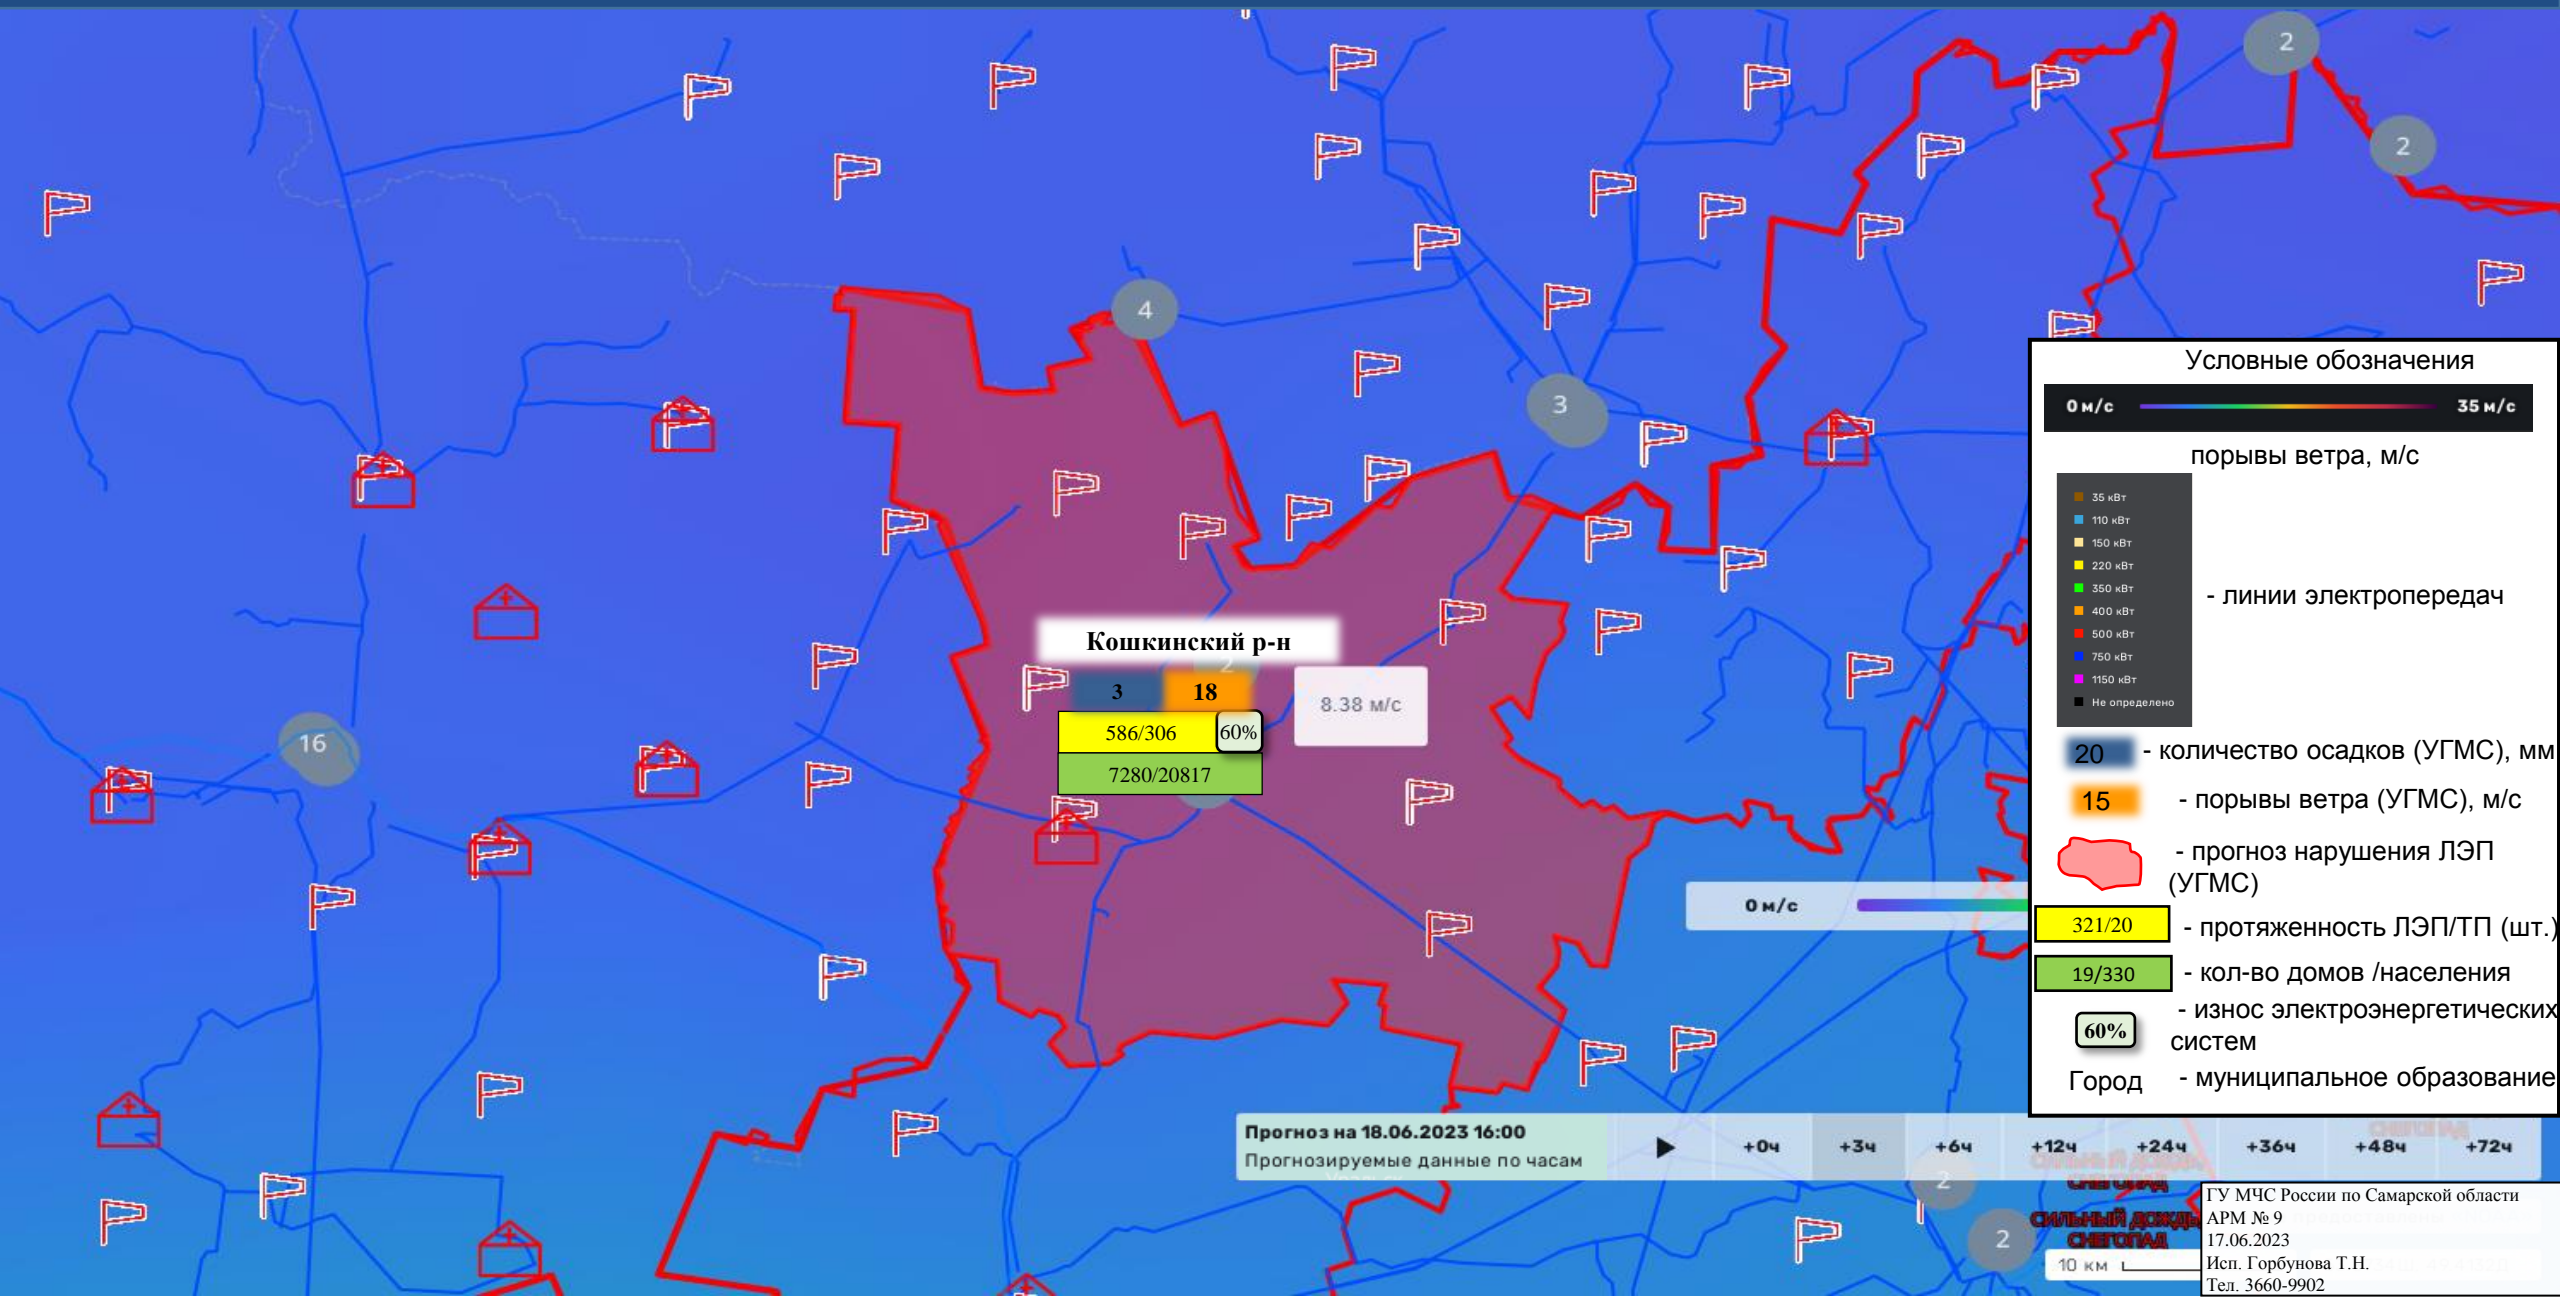 2
2
4
3
Условные обозначения
0 м/с
35 м/с
порывы ветра, м/с
35 кВт
110 кВт
150 кВт
220 кВт
350 кВт
400 кВт
500 кВт
750 кВт
1150 кВт
Не определено
- линии электропередач
Кошкинский р-н
2
3 18
8.38 м/с
586/306 60%
7280/20817
16
20 - количество осадков (УГМС), мм
15 - порывы ветра (УГМС), м/с
- прогноз нарушения ЛЭП
(УГМС)
0 м/с
321/20 - протяженность ЛЭП/ТП (шт.)
19/330 - кол-во домов /населения
- износ электроэнергетических
60% систем
Город - муниципальное образование
Прогноз на 18.06.2023 16:00
Прогнозируемые данные по часам
+0ч +3ч +6ч +12ч +24ч +36ч +48ч +72ч
СНЕГОПАД
2
СНЕГОПАД
СИЛЬНЫЙ ДОЖДЬ
СНЕГОПАД
2
10 км
ГУ МЧС России по Самарской области
АРМ № 9
17.06.2023
Исп. Горбунова Т.Н.
Тел. 3660-9902